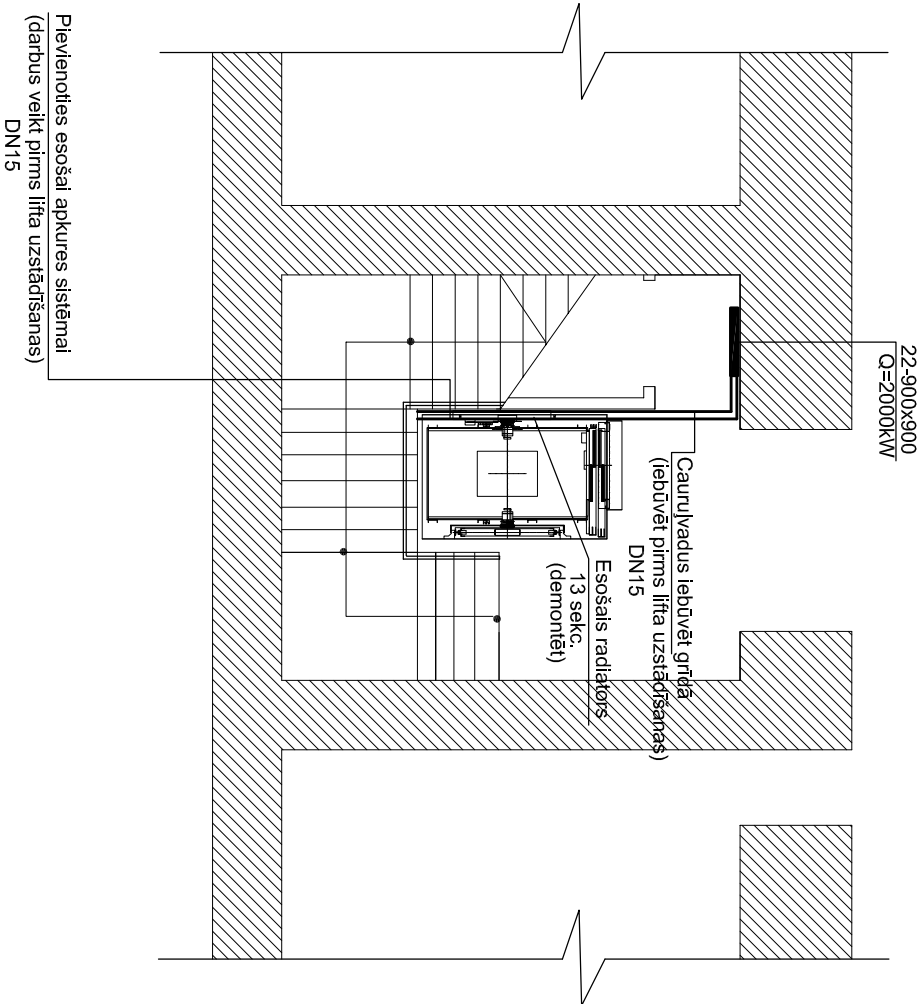 22-900x900
Q=2000kW
Cauruļvadus iebūvēt grīdā
(iebūvēt pirms lifta uzstādīšanas)
DN15
Esošais radiators
13 sekc.
(demontēt)
Pievienoties esošai apkures sistēmai
(darbus veikt pirms lifta uzstādīšanas)
DN15